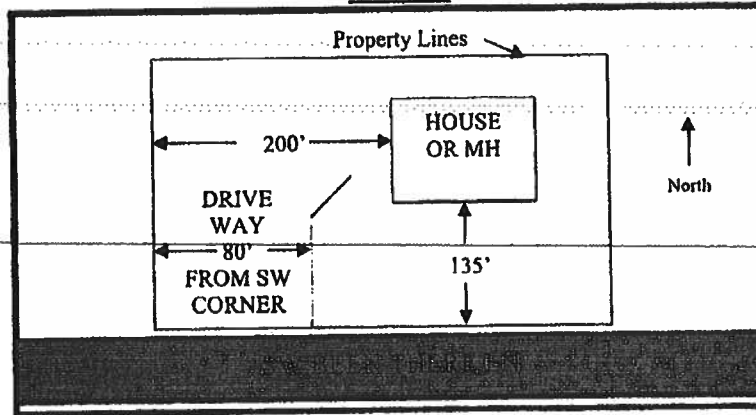 Property Lines
HOUSE
OR MH
200'
North
DRIVE
WAY
80'
FROM SW
CORNER
135'